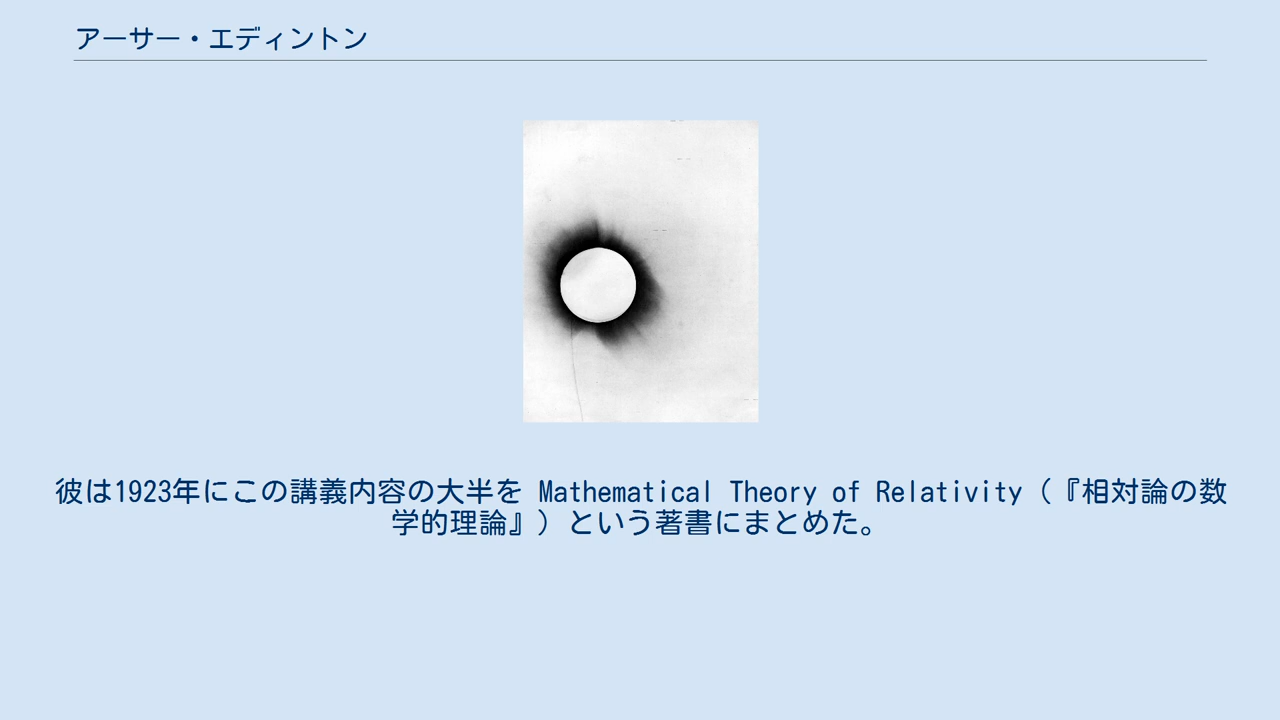 アーサー・エディントン
彼は1923年にこの講義内容の大半を Mathematical Theory of Relativity（『相対論の数
学的理論』）という著書にまとめた。